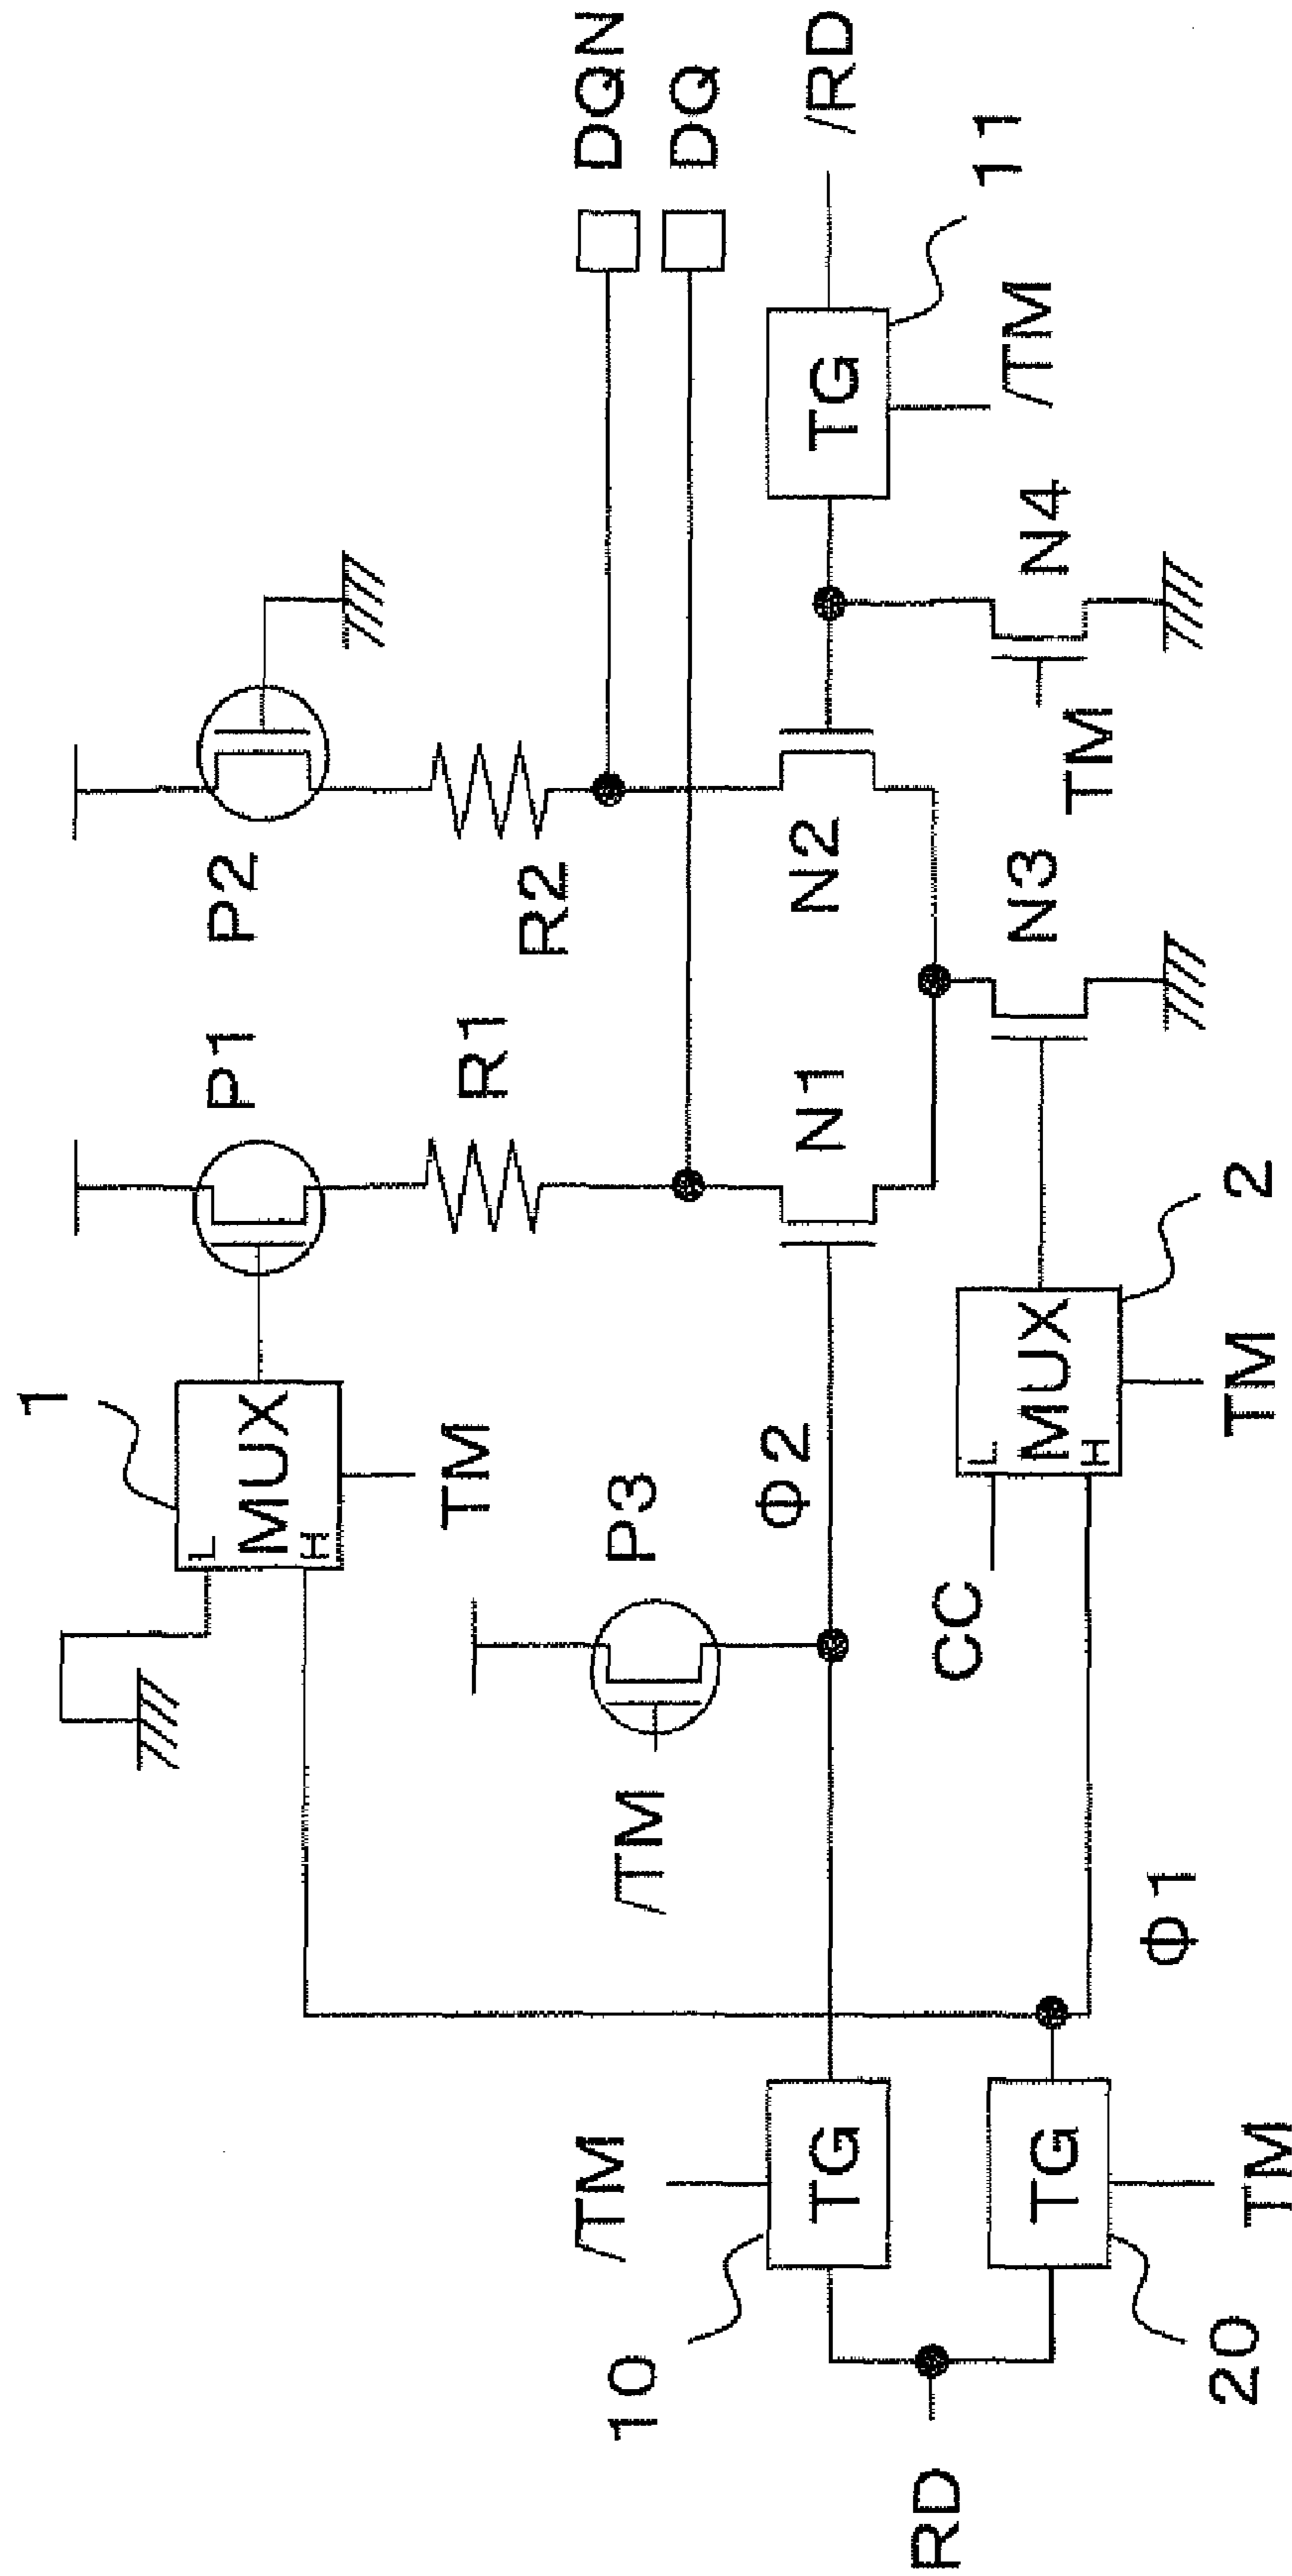 1
MUX
L
H
TM
P1
P2
R1
R2
DQN
DQ
/TM
P3
Φ2
N1
N2
/RD
TG
11
/TM
N4
TM
N3
CC
MUX
L
H
2
TM
Φ1
/TM
TG
10
TG
20
TM
RD